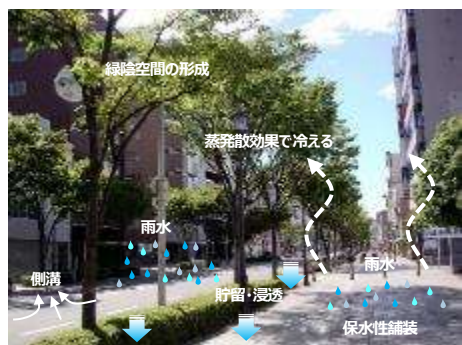 緑陰空間の形成
蒸発散効果で冷える
雨水
雨水
側溝
貯留・浸透
保水性舗装